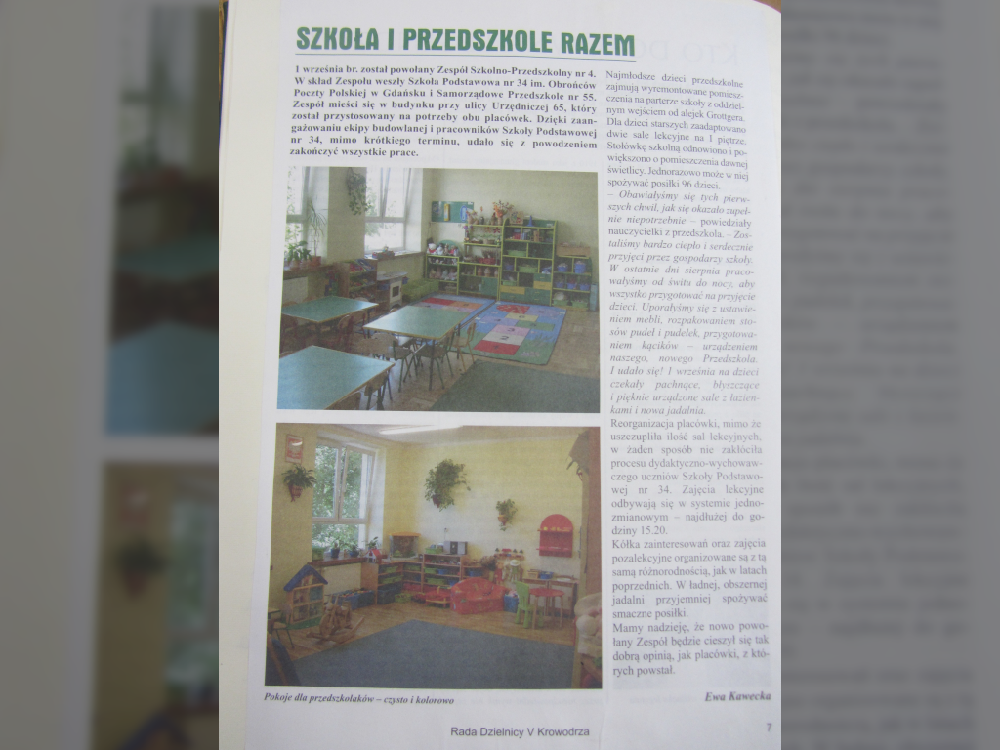 SZKOŁA I PRZEDSZKOLE RAZEM
1 września br. został powołany Zespół Szkolno-Przedszkolny nr 4.
W skład Zespołu weszły Szkoła Podstawowa nr 34 im. Obrońców
Poczty Polskiej w Gdańsku i Samorządowe Przedszkole nr 55.
Zespół mieści się w budynku przy ulicy Urzędniczej 65, który
został przystosowany na potrzeby obu placówek. Dzięki zaan-
gażowaniu ekipy budowlanej i pracowników Szkoły Podstawowej
nr 34, mimo krótkiego terminu, udało się z powodzeniem
zakończyć wszystkie prace.
Najmłodsze dzieci przedszkolne
zajmują wyremontowane pomiesz-
czenia na parterze szkoły z oddziel-
nym wejściem od alejek Grottgera.
Dla dzieci starszych zaadaptowano
dwie sale lekcyjne na I piętrze.
Stołówkę szkolną odnowiono i po-
większono o pomieszczenia dawnej
świetlicy. Jednorazowo może w niej
spożywać posiłki 96 dzieci.
– Obawiałyśmy się tych pierw-
szych chwil, jak się okazało zupeł-
nie niepotrzebnie – powiedziały
nauczycielki z przedszkola. – Zos-
tałiśmy bardzo ciepło i serdecznie
przyjęci przez gospodarzy szkoły.
W ostatnie dni sierpnia praco-
wałyśmy od świtu do nocy, aby
wszystko przygotować na przyjęcie
dzieci. Uporałyśmy się z ustawie-
niem mebli, rozpakowaniem sto-
sów pudeł i pudełek, przygotowa-
niem kącików – urządzeniem
naszego, nowego Przedszkola.
I udało się! 1 września na dzieci
czekały pachnące, błyszczące
i pięknie urządzone sale z łazien-
kami i nowa jadalnia.
Reorganizacja placówki, mimo że
uszczupliła ilość sal lekcyjnych,
w żaden sposób nie zakłóciła
procesu dydaktyczno-wychowaw-
czego uczniów Szkoły Podstawo-
wej nr 34. Zajęcia lekcyjne
odbywają się w systemie jedno-
zmianowym – najdłużej do go-
dziny 15.20.
Kółka zainteresowań oraz zajęcia
pozalekcyjne organizowane są z tą
samą różnorodnością, jak w latach
poprzednich. W ładnej, obszernej
jadalni przyjemniej spożywać
smaczne posiłki.
Mamy nadzieję, że nowo powo-
łany Zespół będzie cieszył się tak
dobrą opinią, jak placówki, z któ-
rych powstał.
Ewa Kawecka
Pokoje dla przedszkolaków – czysto i kolorowo
Rada Dzielnicy V Krowodrza
7